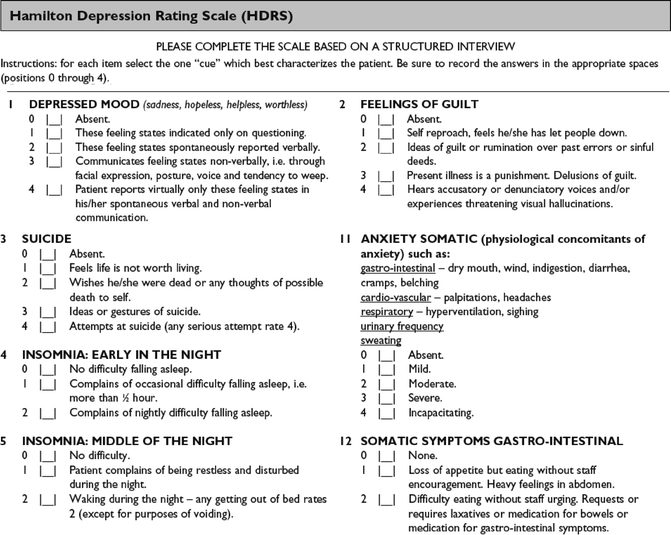 Hamilton Depression Rating Scale (HDRS)
PLEASE COMPLETE THE SCALE BASED ON A STRUCTURED INTERVIEW
Instructions: for each item select the one “cue” which best characterizes the patient. Be sure to record the answers in the appropriate spaces
(positions 0 through 4).
1 DEPRESSED MOOD (sadness, hopeless, helpless, worthless)
0 |__| Absent.
1 |__| These feeling states indicated only on questioning.
2 |__| These feeling states spontaneously reported verbally.
3 |__| Communicates feeling states non-verbally, i.e. through
facial expression, posture, voice and tendency to weep.
4 |__| Patient reports virtually only these feeling states in
his/her spontaneous verbal and non-verbal
communication.
2 FEELINGS OF GUILT
0 |__| Absent.
1 |__| Self reproach, feels he/she has let people down.
2 |__| Ideas of guilt or rumination over past errors or sinful
deeds.
3 |__| Present illness is a punishment. Delusions of guilt.
4 |__| Hears accusatory or denunciatory voices and/or
experiences threatening visual hallucinations.
3 SUICIDE
0 |__| Absent.
1 |__| Feels life is not worth living.
2 |__| Wishes he/she were dead or any thoughts of possible
death to self.
3 |__| Ideas or gestures of suicide.
4 |__| Attempts at suicide (any serious attempt rate 4).
4 INSOMNIA: EARLY IN THE NIGHT
0 |__| No difficulty falling asleep.
1 |__| Complains of occasional difficulty falling asleep, i.e.
more than ½ hour.
2 |__| Complains of nightly difficulty falling asleep.
5 INSOMNIA: MIDDLE OF THE NIGHT
0 |__| No difficulty.
1 |__| Patient complains of being restless and disturbed
during the night.
2 |__| Waking during the night – any getting out of bed rates
2 (except for purposes of voiding).
11 ANXIETY SOMATIC (physiological concomitants of
anxiety) such as:
gastro-intestinal – dry mouth, wind, indigestion, diarrhea,
cramps, belching
cardio-vascular – palpitations, headaches
respiratory – hyperventilation, sighing
urinary frequency
sweating
0 |__| Absent.
1 |__| Mild.
2 |__| Moderate.
3 |__| Severe.
4 |__| Incapacitating.
12 SOMATIC SYMPTOMS GASTRO-INTESTINAL
0 |__| None.
1 |__| Loss of appetite but eating without staff
encouragement. Heavy feelings in abdomen.
2 |__| Difficulty eating without staff urging. Requests or
requires laxatives or medication for bowels or
medication for gastro-intestinal symptoms.